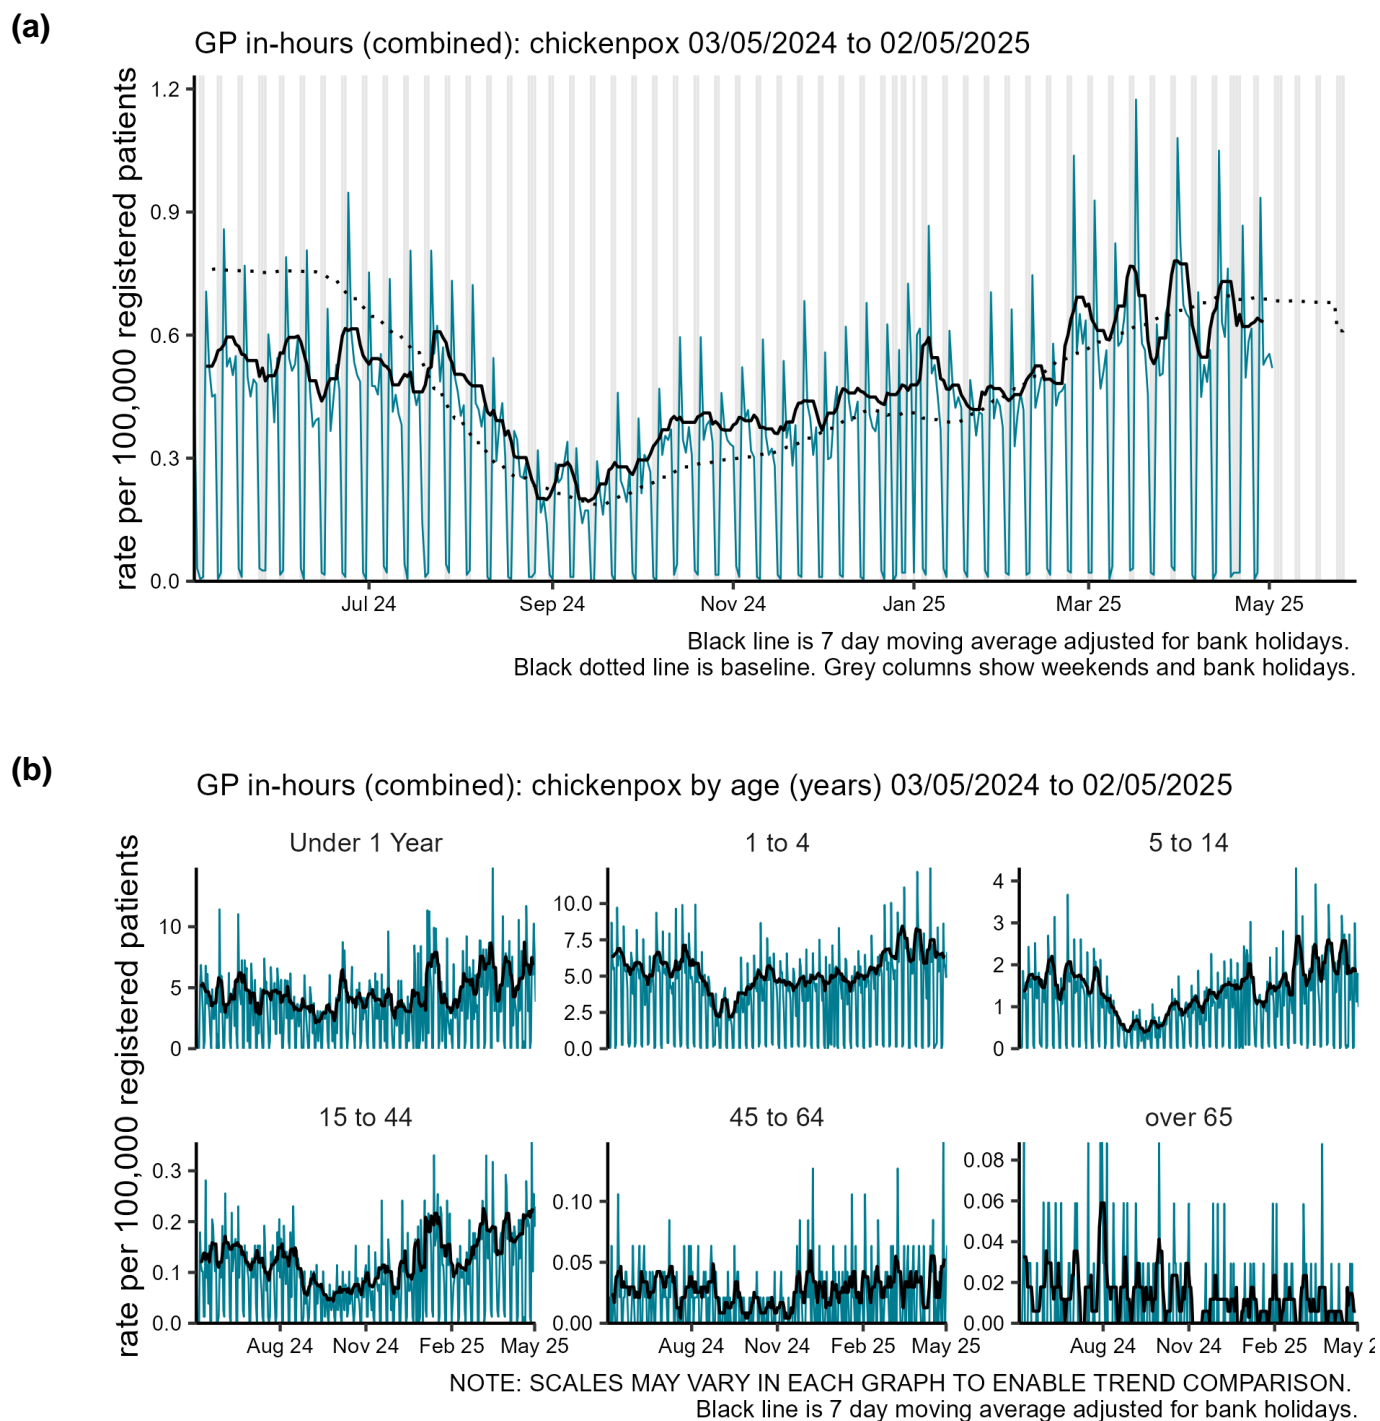 (a)
GP in-hours (combined): chickenpox 03/05/2024 to 02/05/2025
rate per 100,000 registered patients
1.2
0.9
0.6
0.3
0.0
Jul 24 Sep 24 Nov 24 Jan 25 Mar 25 May 25
Black line is 7 day moving average adjusted for bank holidays.
Black dotted line is baseline. Grey columns show weekends and bank holidays.
(b)
GP in-hours (combined): chickenpox by age (years) 03/05/2024 to 02/05/2025
rate per 100,000 registered patients
Under 1 Year
10
5
0
1 to 4
10.0
7.5
5.0
2.5
0.0
5 to 14
4
3
2
1
0
15 to 44
0.3
0.2
0.1
0.0
Aug 24 Nov 24 Feb 25 May 25
45 to 64
0.10
0.05
0.00
Aug 24 Nov 24 Feb 25 May 25
over 65
0.08
0.06
0.04
0.02
0.00
Aug 24 Nov 24 Feb 25 May 2
NOTE: SCALES MAY VARY IN EACH GRAPH TO ENABLE TREND COMPARISON.
Black line is 7 day moving average adjusted for bank holidays.